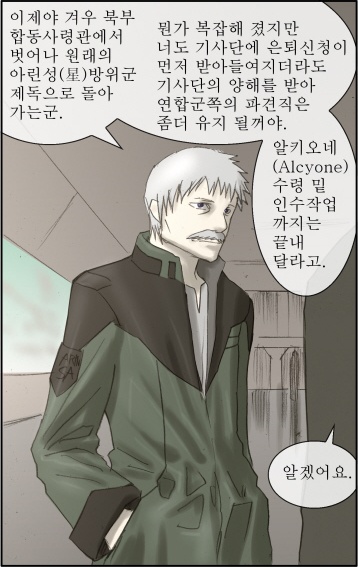 이제야 겨우 북부
합동사령관에서
벗어나 원래의
아린성(星)방위군
제독으로 돌아
가는군.
뭔가 복잡해 졌지만
너도 기사단에 은퇴신청이
먼저 받아들여지더라도
기사단의 양해를 받아
연합군쪽의 파견직은
좀더 유지 될꺼야.
알키오네
(Alcyone)
수령 밑
인수작업
까지는
끝내
달라고.
알겠어요.